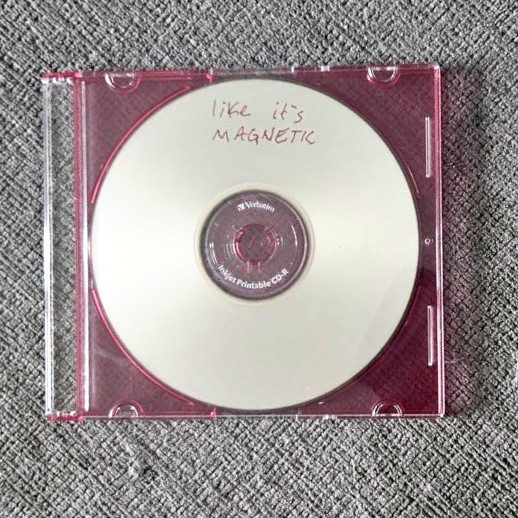 like it's
MAGNETIC
Verbatim
Inkjet Printable CD-R